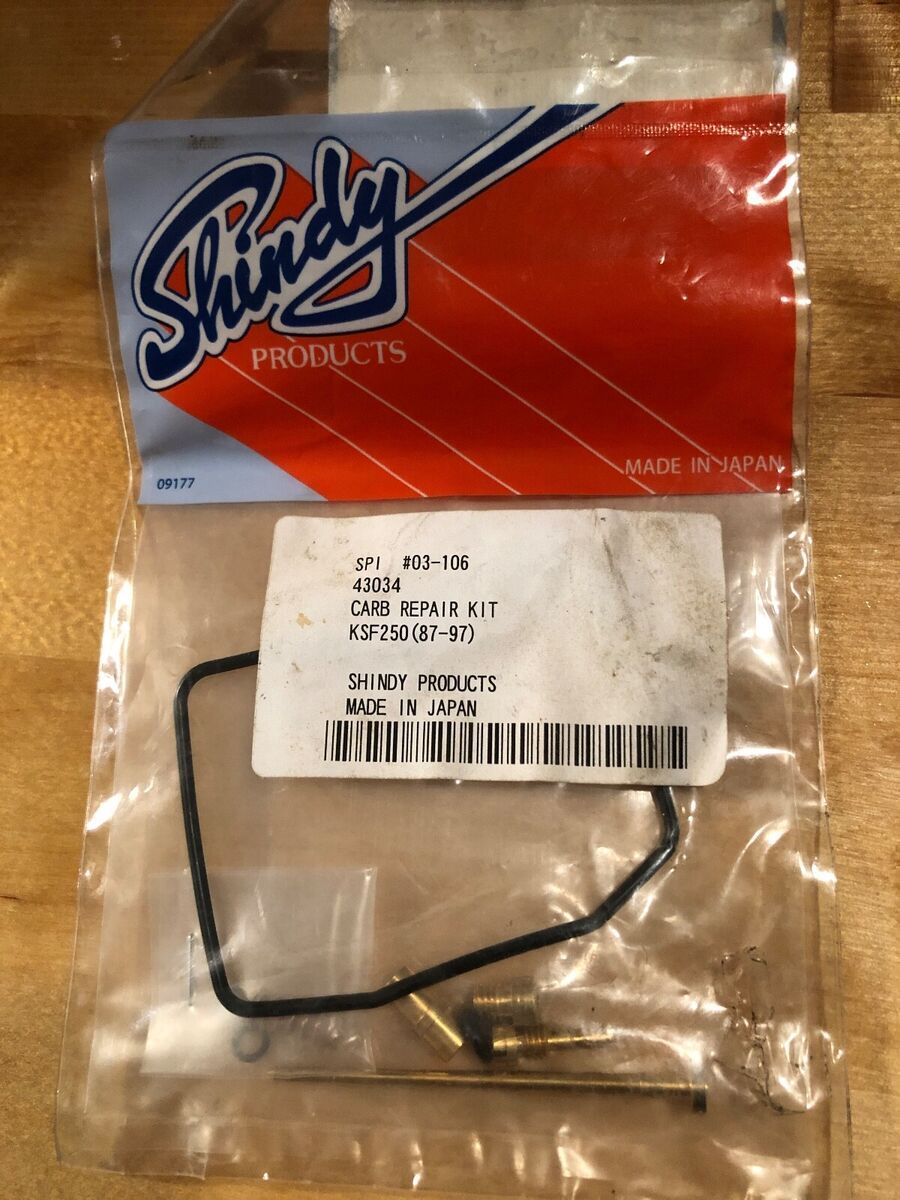 Shindy
PRODUCTS
MADE IN JAPAN
09177
SPI #03-106
43034
CARB REPAIR KIT
KSF250(87-97)
SHINDY PRODUCTS
MADE IN JAPAN